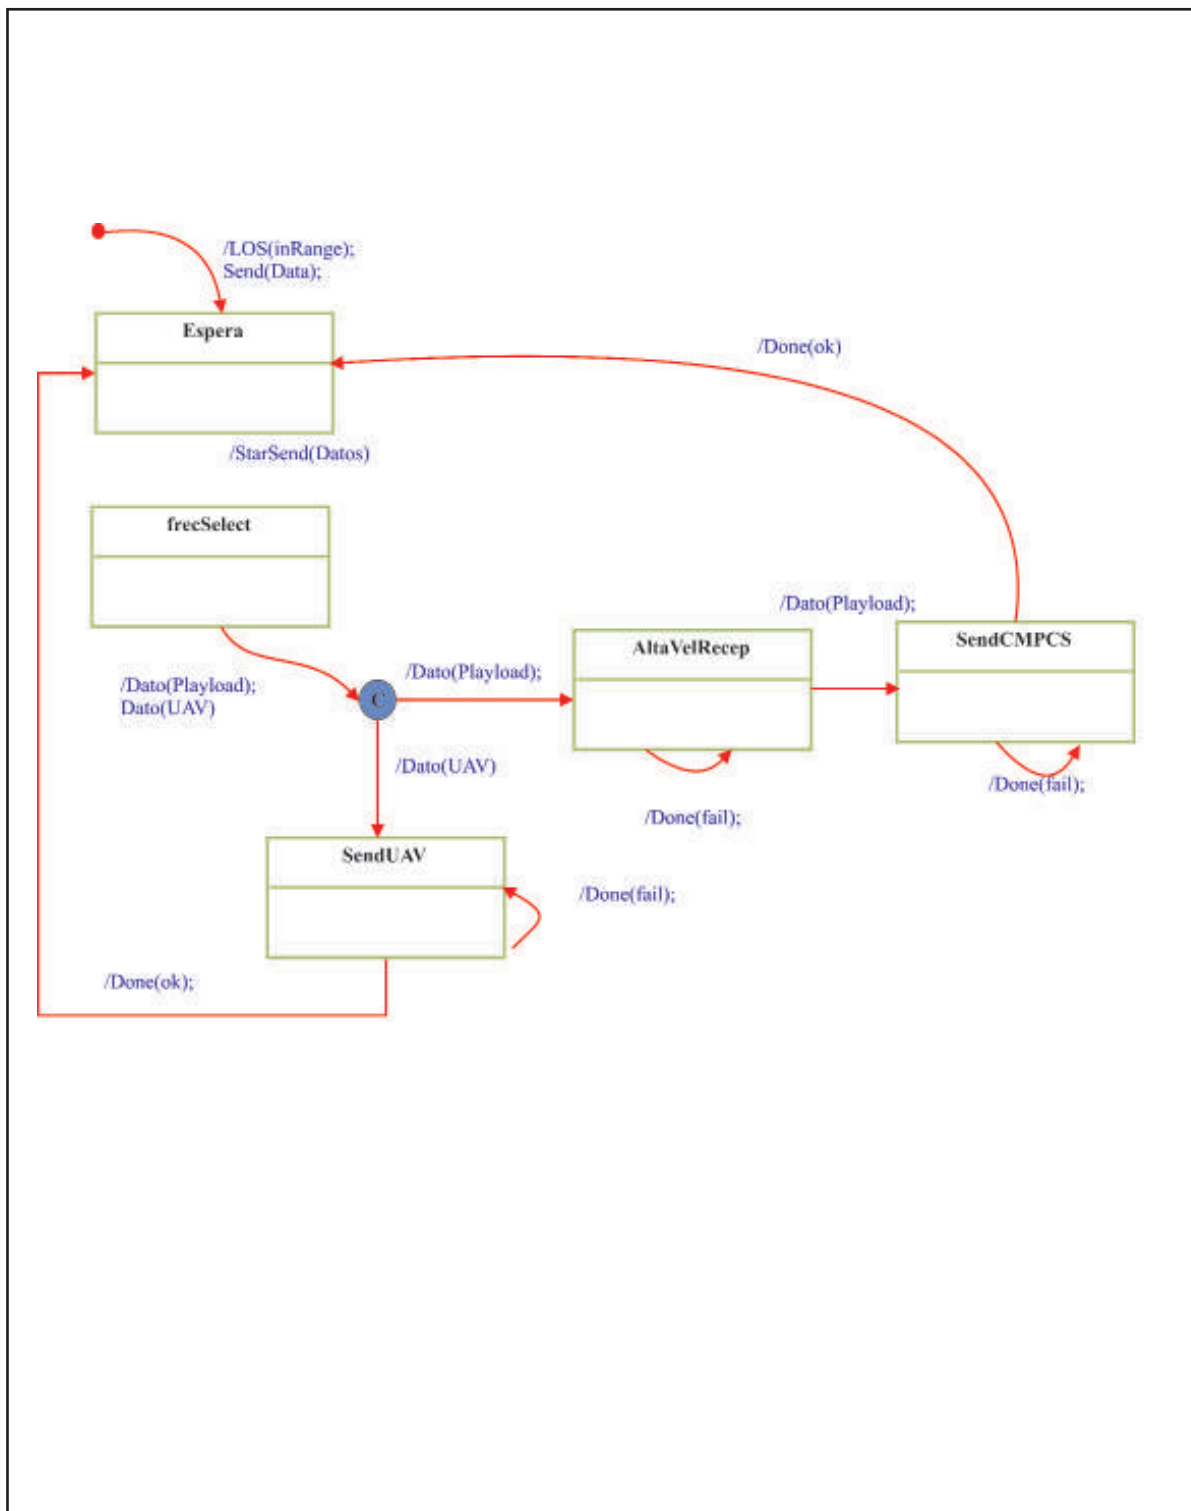 /LOS(inRange);
Send(Data);
Espera
/Done(ok)
/StarSend(Datos)
frecSelect
/Dato(Playload);
SendCMPCS
AltaVelRecep
/Dato(Playload);
/Dato(Playload);
Dato(UAV)
C
/Dato(UAV)
/Done(fail);
/Done(fail);
SendUAV
/Done(fail);
/Done(ok);